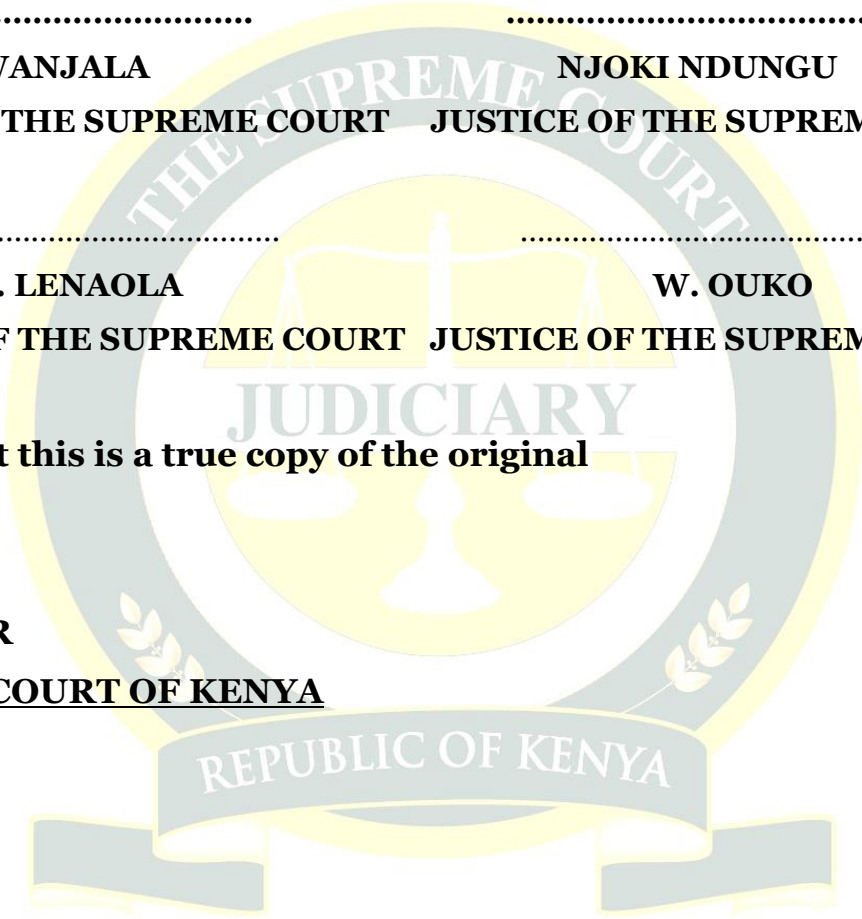 .............................. ..........................................
VANJALA NJOKI NDUNGU
THE SUPREME COURT JUSTICE OF THE SUPREM
.................................. ..........................................
. LENAOLA W. OUKO
F THE SUPREME COURT JUSTICE OF THE SUPREM
t this is a true copy of the original
R
COURT OF KENYA
THE SUPREME COURT
JUDICIARY
REPUBLIC OF KENYA